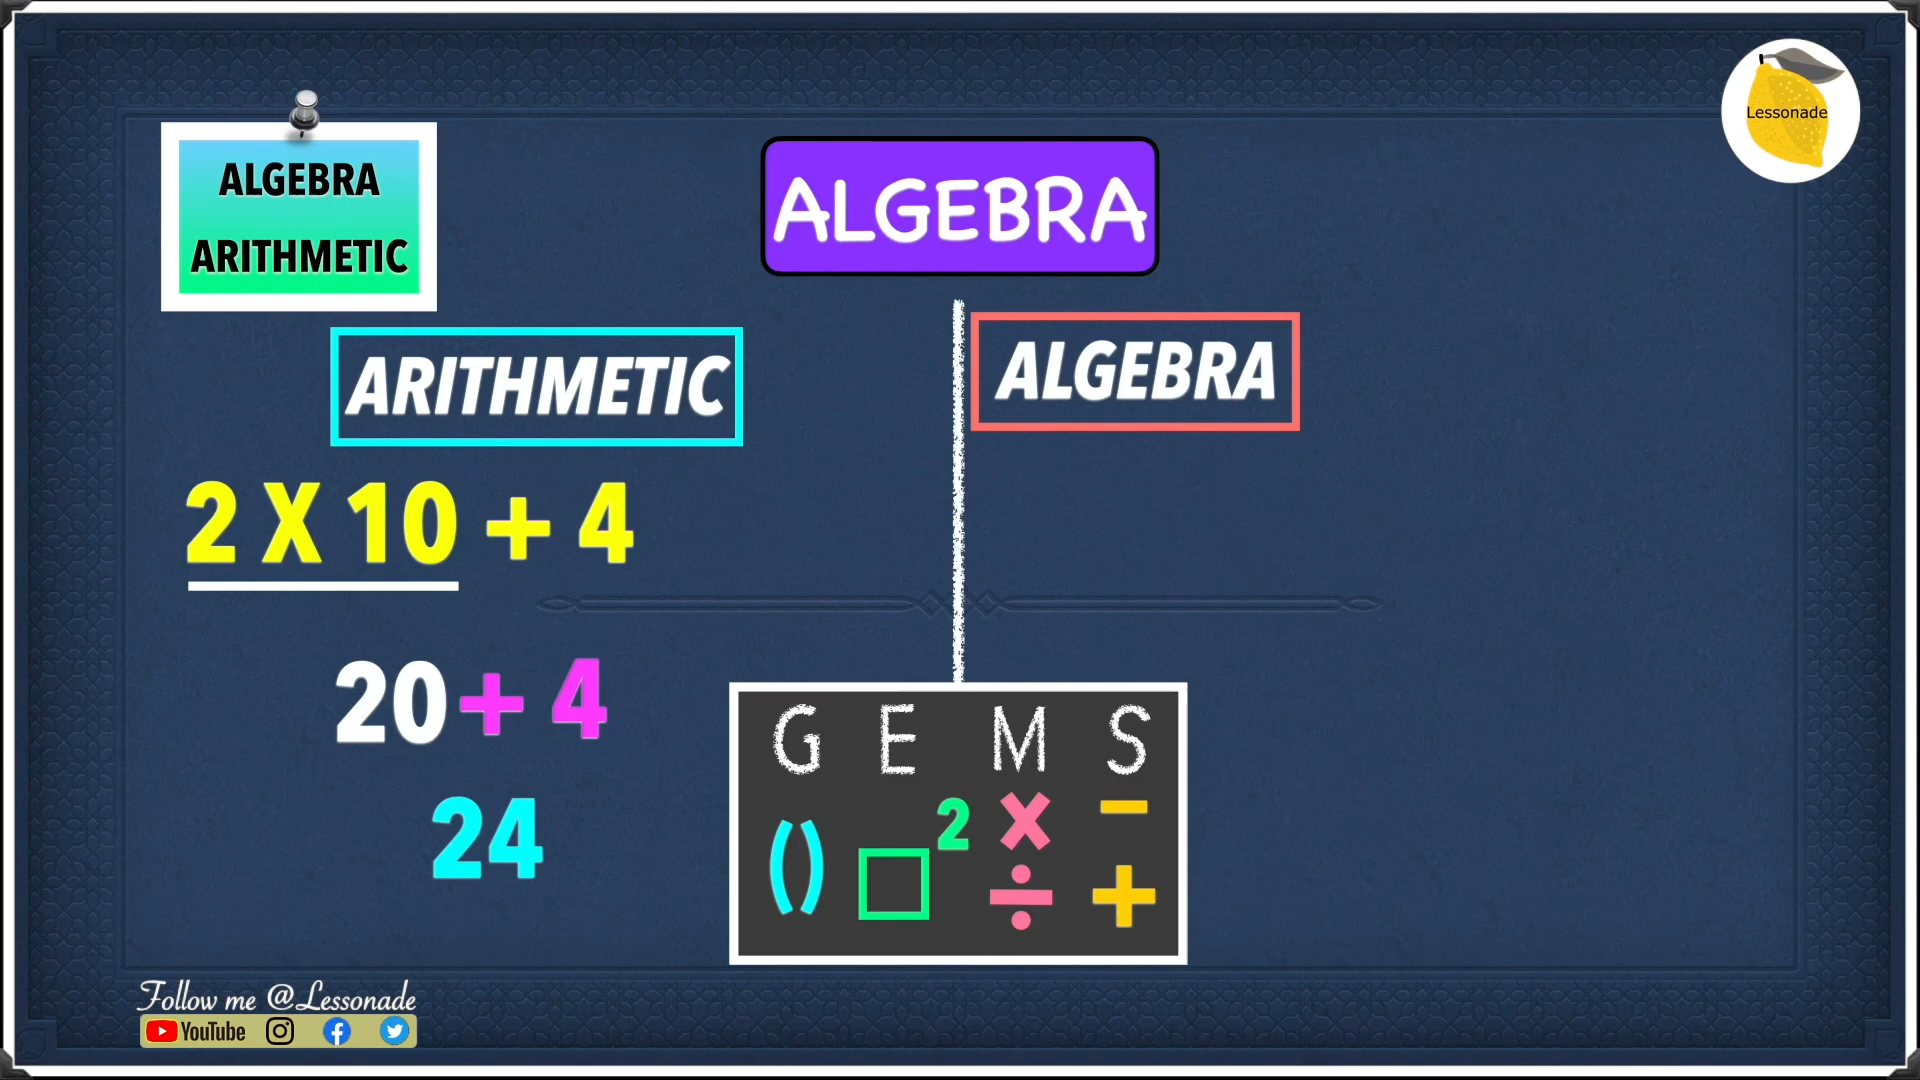 Lessonade
ALGEBRA
ARITHMETIC
ALGEBRA
ARITHMETIC
2 X 10 + 4
20 + 4
24
ALGEBRA
G E M S
() □² × −
÷ +
Follow me @Lessonade
YouTube